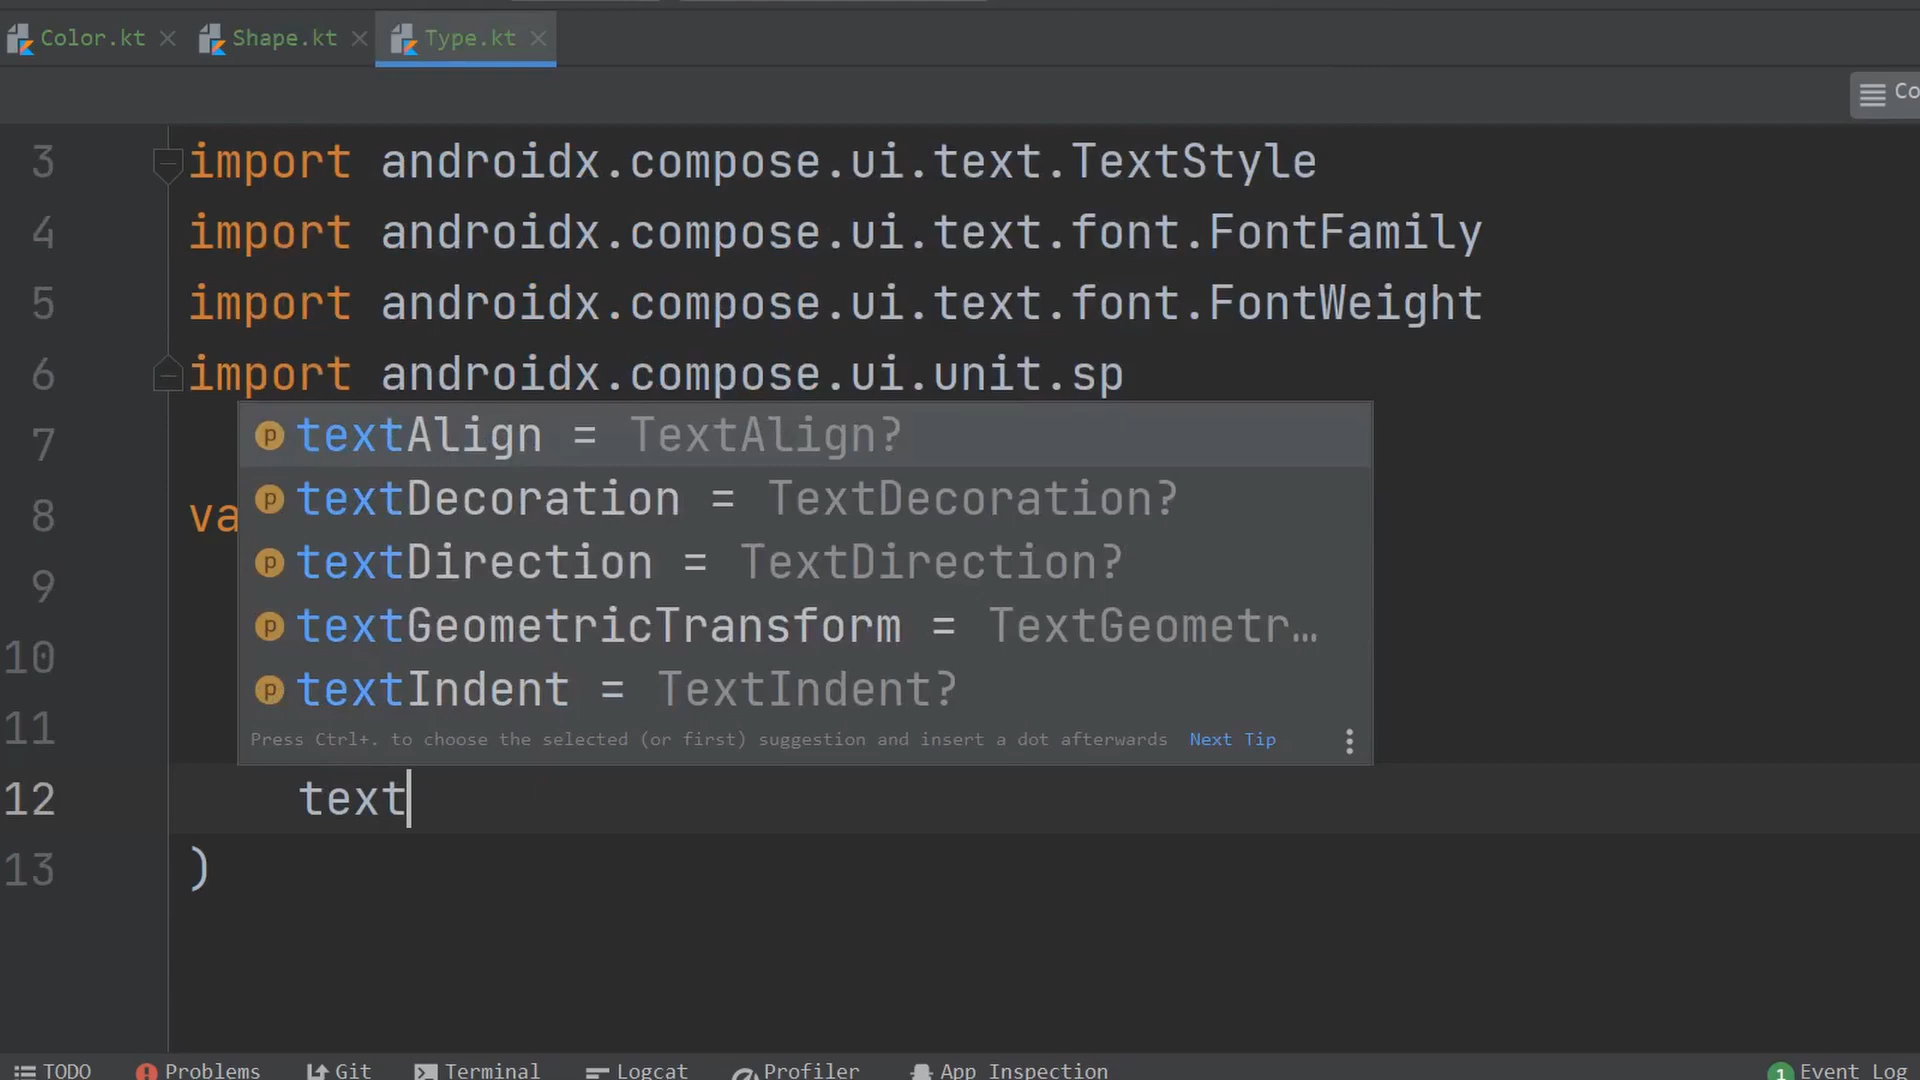 Color.kt
Shape.kt
Type.kt
Co
3 import androidx.compose.ui.text.TextStyle
4 import androidx.compose.ui.text.font.FontFamily
5 import androidx.compose.ui.text.font.FontWeight
6 import androidx.compose.ui.unit.sp
7
p textAlign = TextAlign?
p textDecoration = TextDecoration?
8 va
p textDirection = TextDirection?
9
p textGeometricTransform = TextGeometr…
10
p textIndent = TextIndent?
11
Press Ctrl+. to choose the selected (or first) suggestion and insert a dot afterwards Next Tip
12 text
13 )
TODO Problems Git Terminal Logcat Profiler App Inspection 1 Event Log